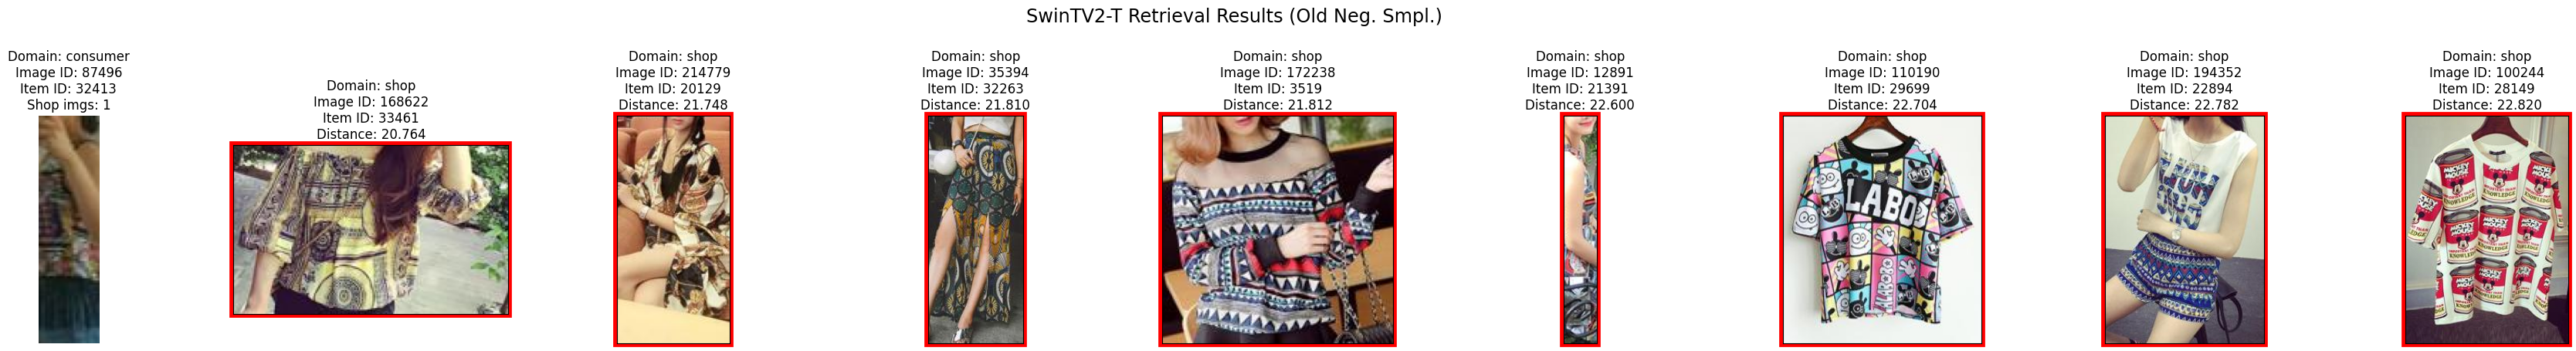 SwinTV2-T Retrieval Results (Old Neg. Smpl.)
Domain: consumer
Image ID: 87496
Item ID: 32413
Shop imgs: 1
Domain: shop
Image ID: 168622
Item ID: 33461
Distance: 20.764
Domain: shop
Image ID: 214779
Item ID: 20129
Distance: 21.748
Domain: shop
Image ID: 35394
Item ID: 32263
Distance: 21.810
Domain: shop
Image ID: 172238
Item ID: 3519
Distance: 21.812
Domain: shop
Image ID: 12891
Item ID: 21391
Distance: 22.600
Domain: shop
Image ID: 110190
Item ID: 29699
Distance: 22.704
LABO
Domain: shop
Image ID: 194352
Item ID: 22894
Distance: 22.782
Domain: shop
Image ID: 100244
Item ID: 28149
Distance: 22.820
MICKEY
MOUSE
KNOWLEDGE